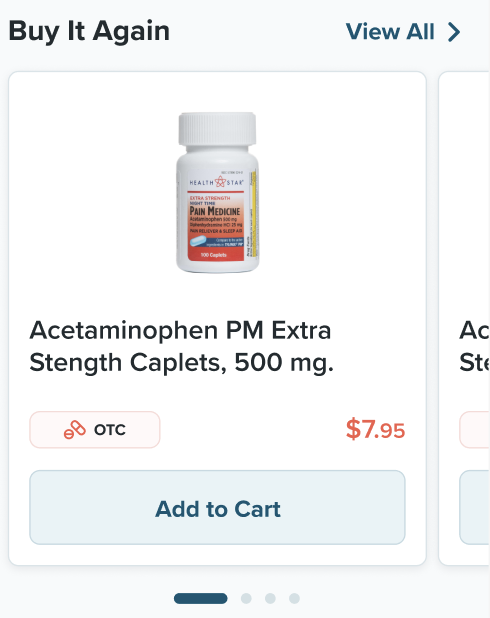 Buy It Again
View All
HEALTH STAR
EXTRA STRENGTH
NIGHT TIME
PAIN MEDICINE
Acetaminophen 500 mg
Diphenhydramine HCl 25 mg
PAIN RELIEVER & SLEEP AID
100 Caplets
Acetaminophen PM Extra
Stength Caplets, 500 mg.
OTC
$7.95
Add to Cart
Ac
Ste